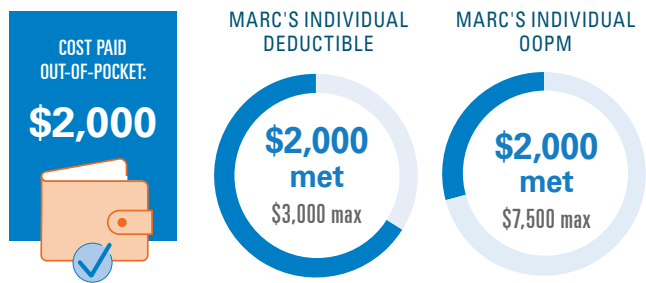 COST PAID
OUT-OF-POCKET:
$2,000
MARC'S INDIVIDUAL
DEDUCTIBLE
$2,000
met
$3,000 max
MARC'S INDIVIDUAL
OOPM
$2,000
met
$7,500 max